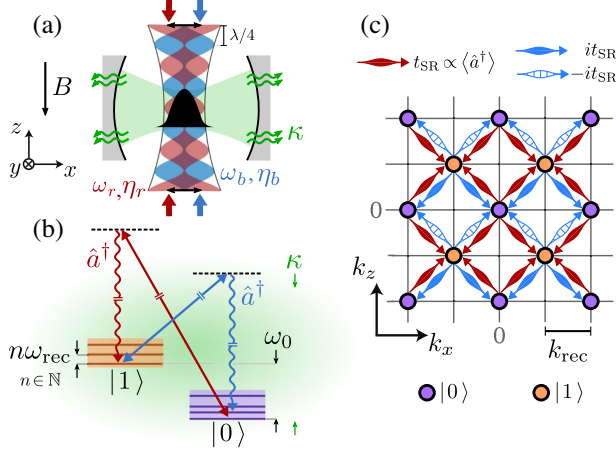 (a)
λ/4
B
z
y
x
κ
ω_r, η_r
ω_b, η_b
(b)
â†
â†
κ
nω_rec
n ∈ ℕ
ω_0
|1⟩
|0⟩
(c)
t_SR ∝ ⟨â†⟩
it_SR
−it_SR
0
k_z
k_x
0
k_rec
|0⟩
|1⟩